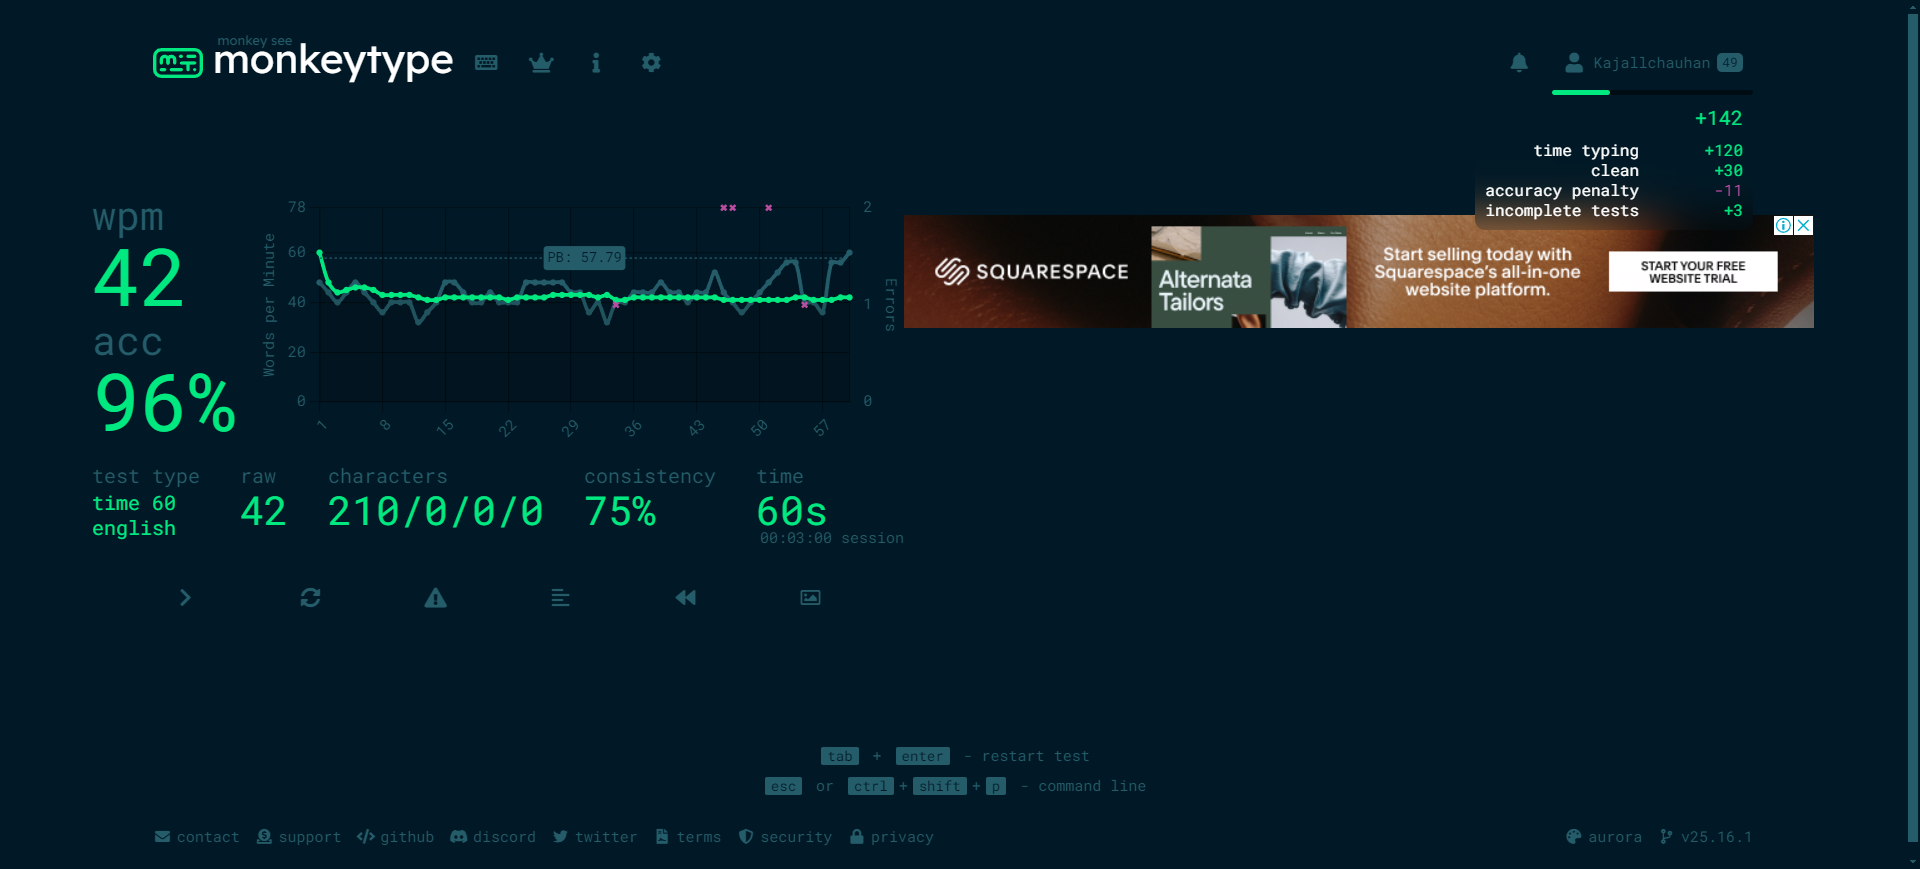 monkey see
monkeytype
Kajallchauhan 49
+142
time typing +120
clean +30
accuracy penalty -11
incomplete tests +3
wpm
42
acc
96%
78
60
40
20
0
Words per Minute
PB: 57.79
2
1
0
Errors
1 8 15 22 29 36 43 50 57
SQUARESPACE
Alternata
Tailors
Start selling today with
Squarespace's all-in-one
website platform.
START YOUR FREE
WEBSITE TRIAL
test type
time 60
english
raw
42
characters
210/0/0/0
consistency
75%
time
60s
00:03:00 session
tab + enter - restart test
esc or ctrl + shift + p - command line
contact support github discord twitter terms security privacy
aurora v25.16.1